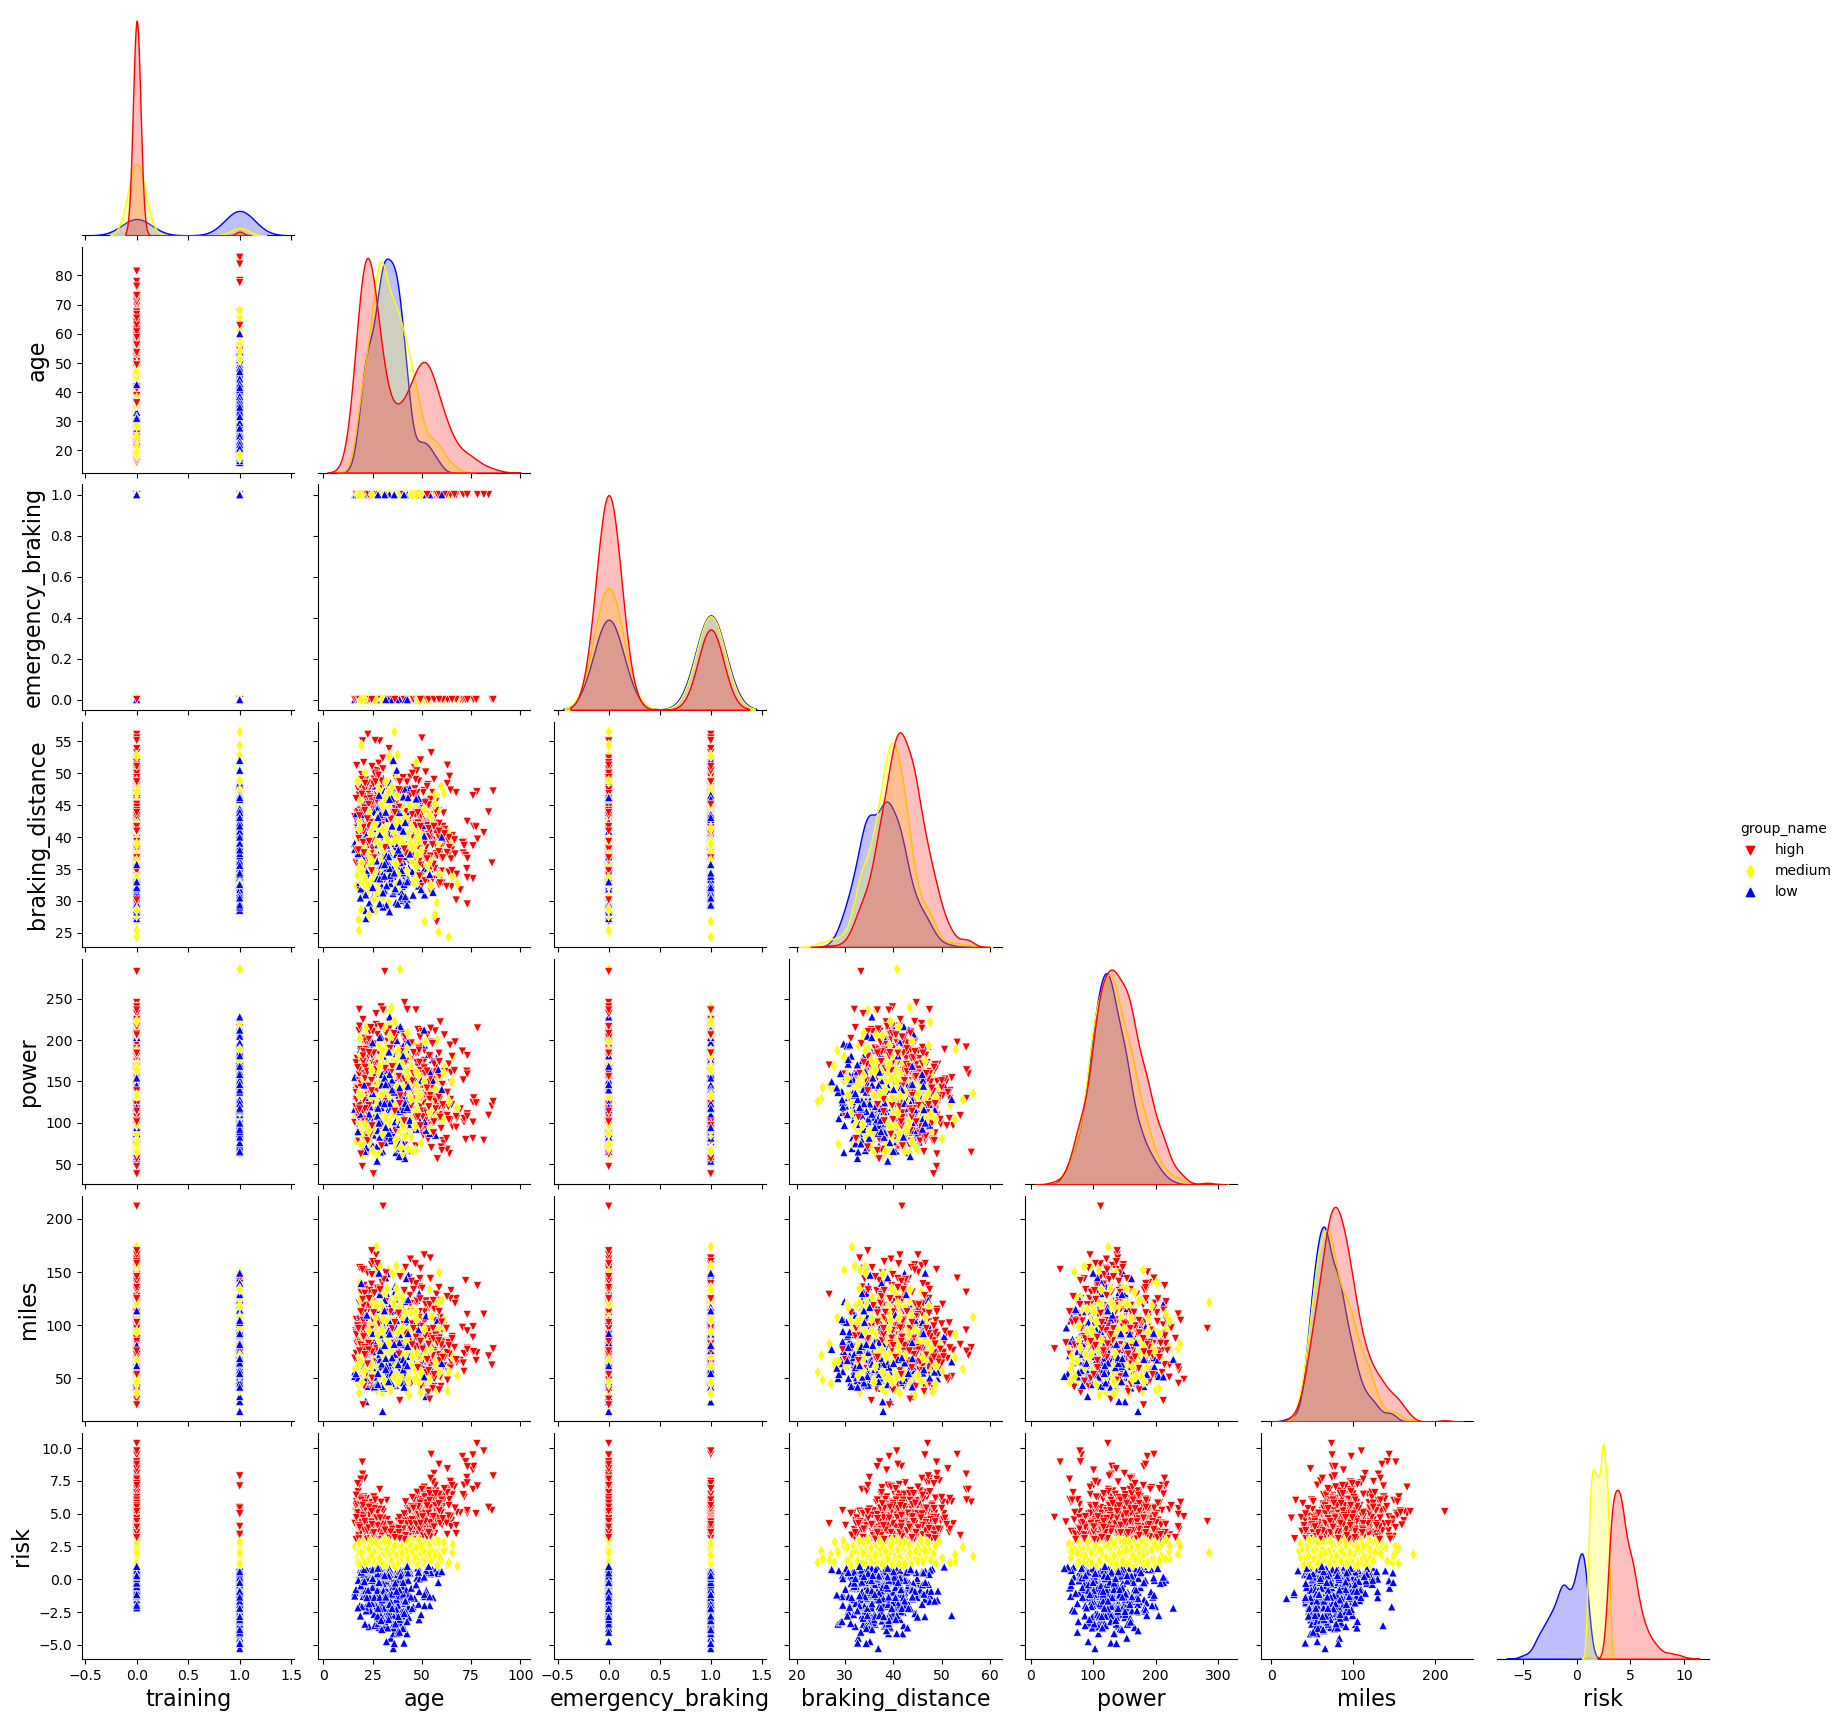 age
80
70
60
50
40
30
20
emergency_braking
1.0
0.8
0.6
0.4
0.2
0.0
braking_distance
55
50
45
40
35
30
25
group_name
high
medium
low
power
250
200
150
100
50
miles
200
150
100
50
risk
10.0
7.5
5.0
2.5
0.0
−2.5
−5.0
−0.5 0.0 0.5 1.0 1.5
0 25 50 75 100
−0.5 0.0 0.5 1.0 1.5
20 30 40 50 60
0 100 200 300
0 100 200
−5 0 5 10
training
age
emergency_braking
braking_distance
power
miles
risk